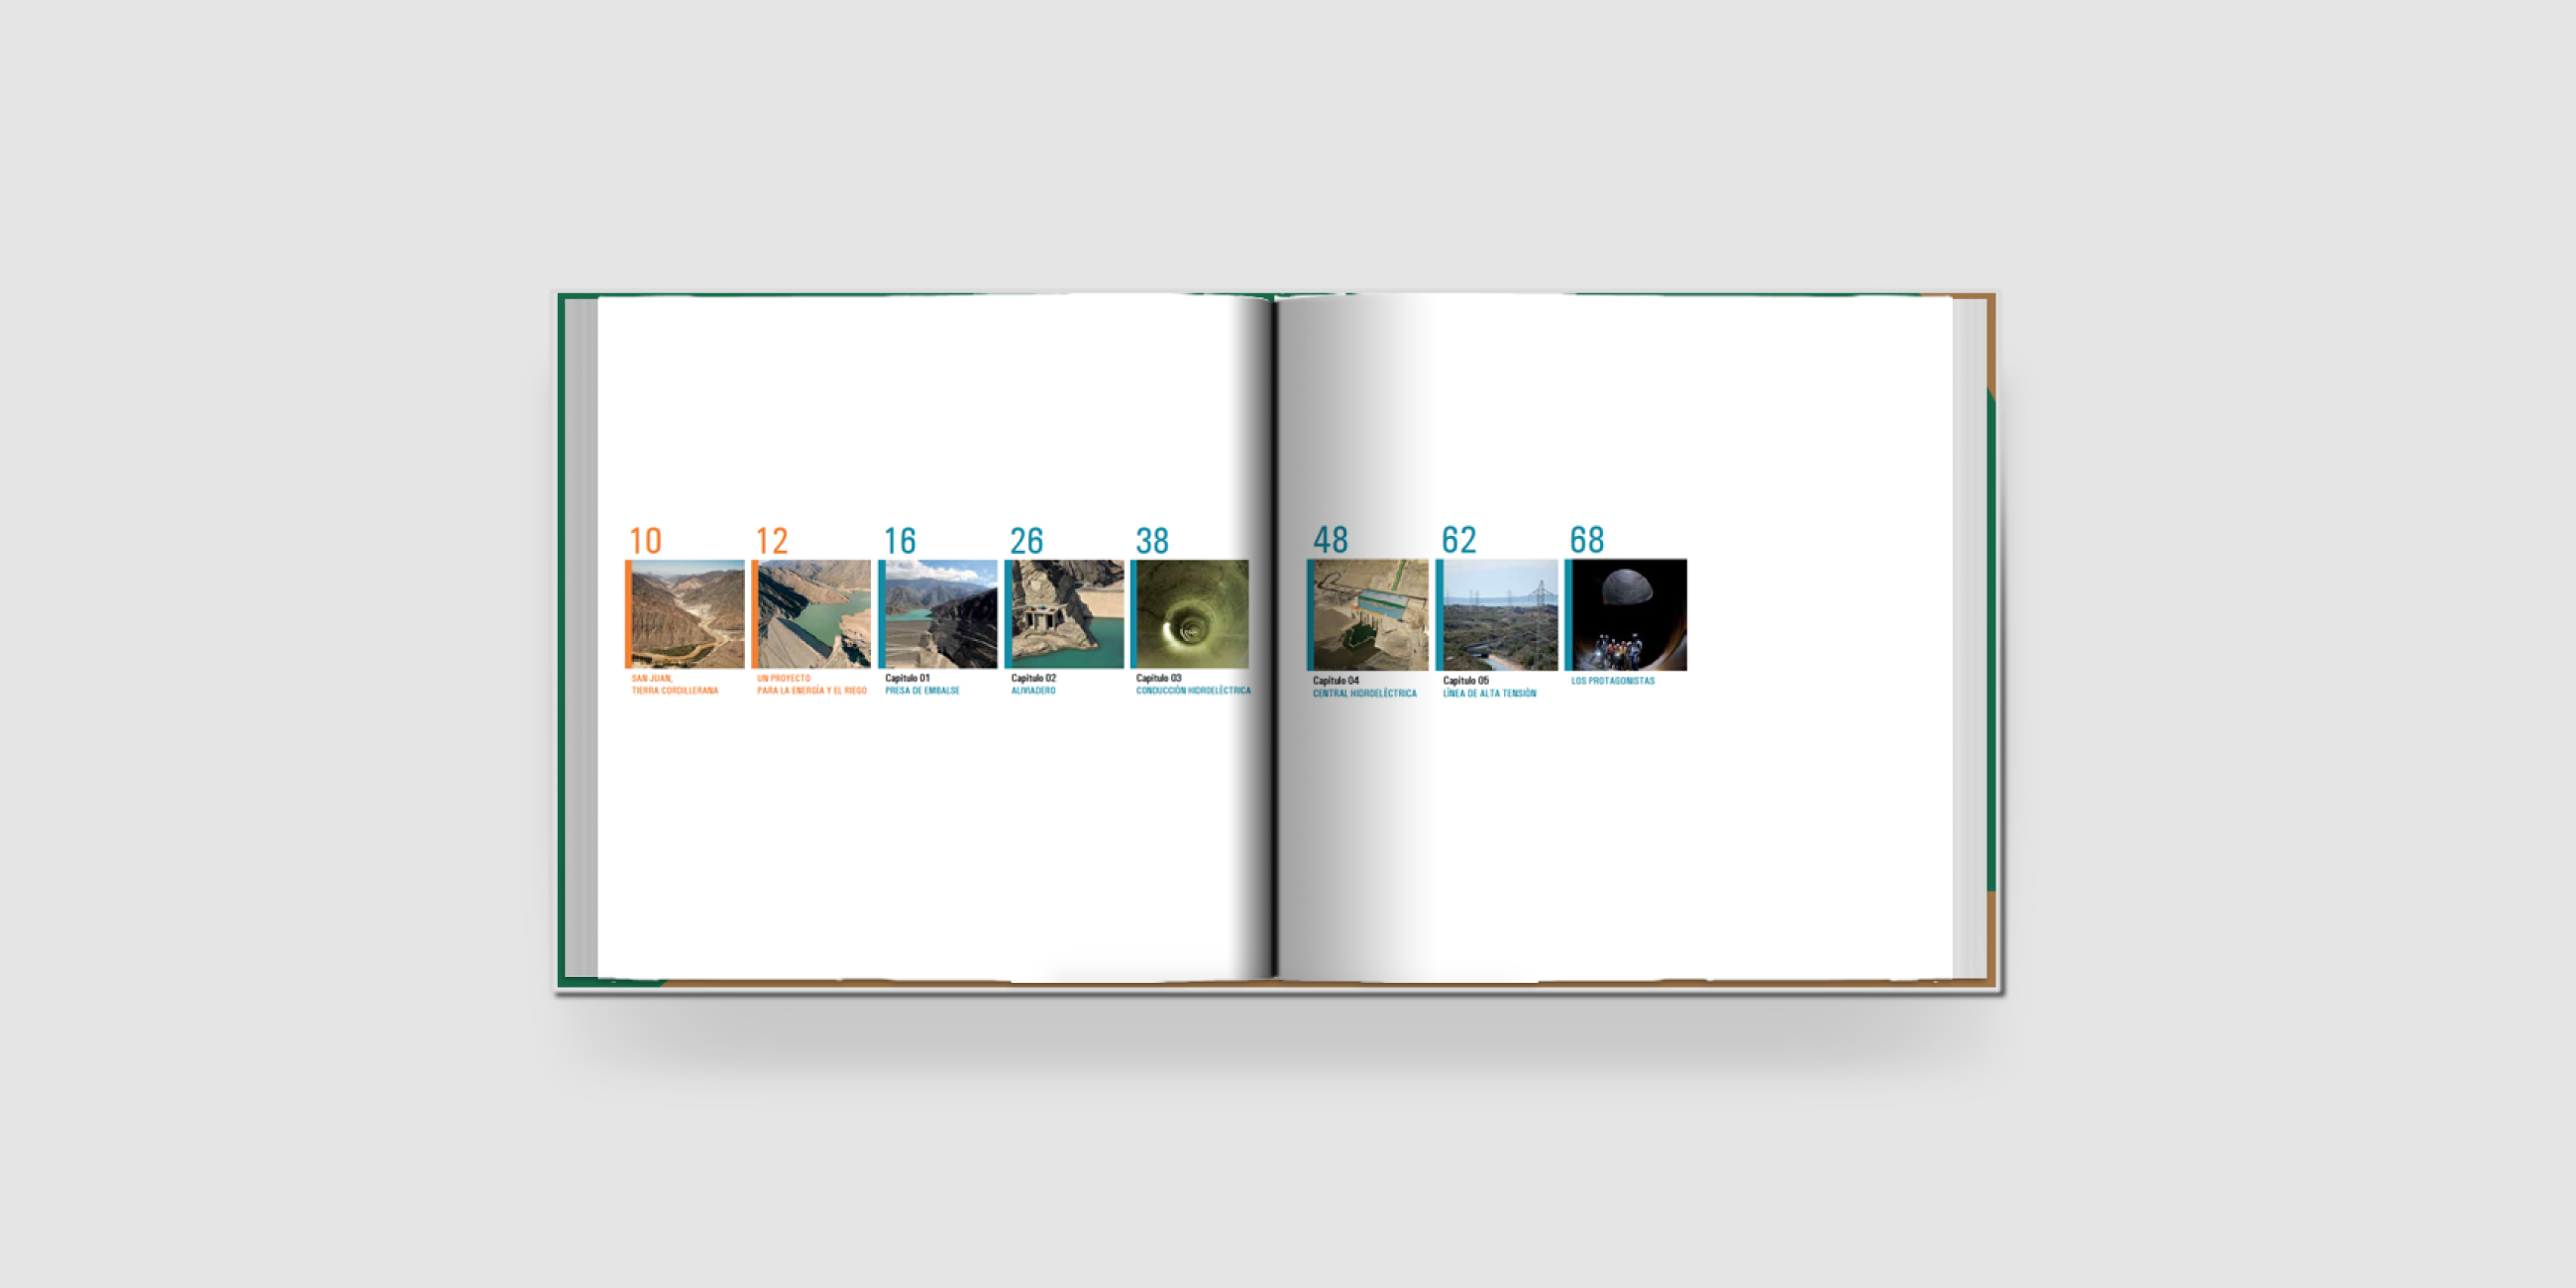 10
SAN JUAN,
TIERRA CORDILLERANA
12
UN PROYECTO
PARA LA ENERGÍA Y EL RIEGO
16
Capítulo 01
PRESA DE EMBALSE
26
Capítulo 02
ALIVIADERO
38
Capítulo 03
CONDUCCIÓN HIDROELÉCTRICA
48
Capítulo 04
CENTRAL HIDROELÉCTRICA
62
Capítulo 05
LÍNEA DE ALTA TENSIÓN
68
LOS PROTAGONISTAS